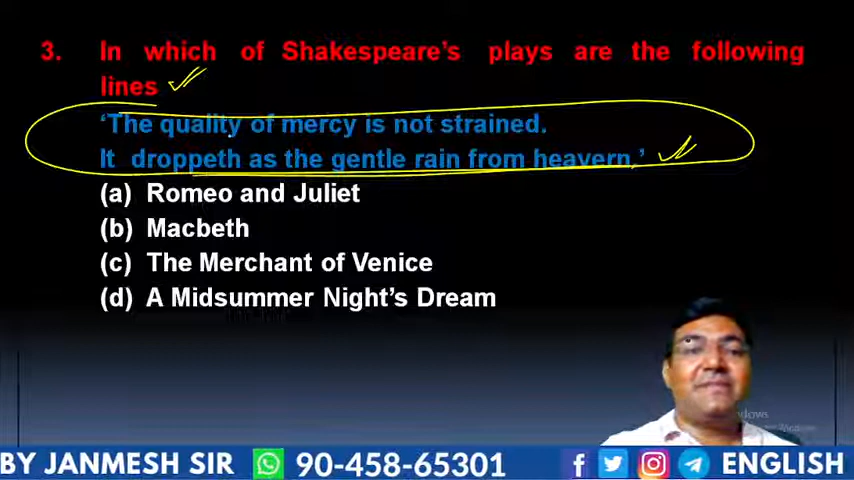 3. In which of Shakespeare's plays are the following
lines
'The quality of mercy is not strained.
It droppeth as the gentle rain from heavern,'
(a) Romeo and Juliet
(b) Macbeth
(c) The Merchant of Venice
(d) A Midsummer Night's Dream
BY JANMESH SIR 90-458-65301 ENGLISH